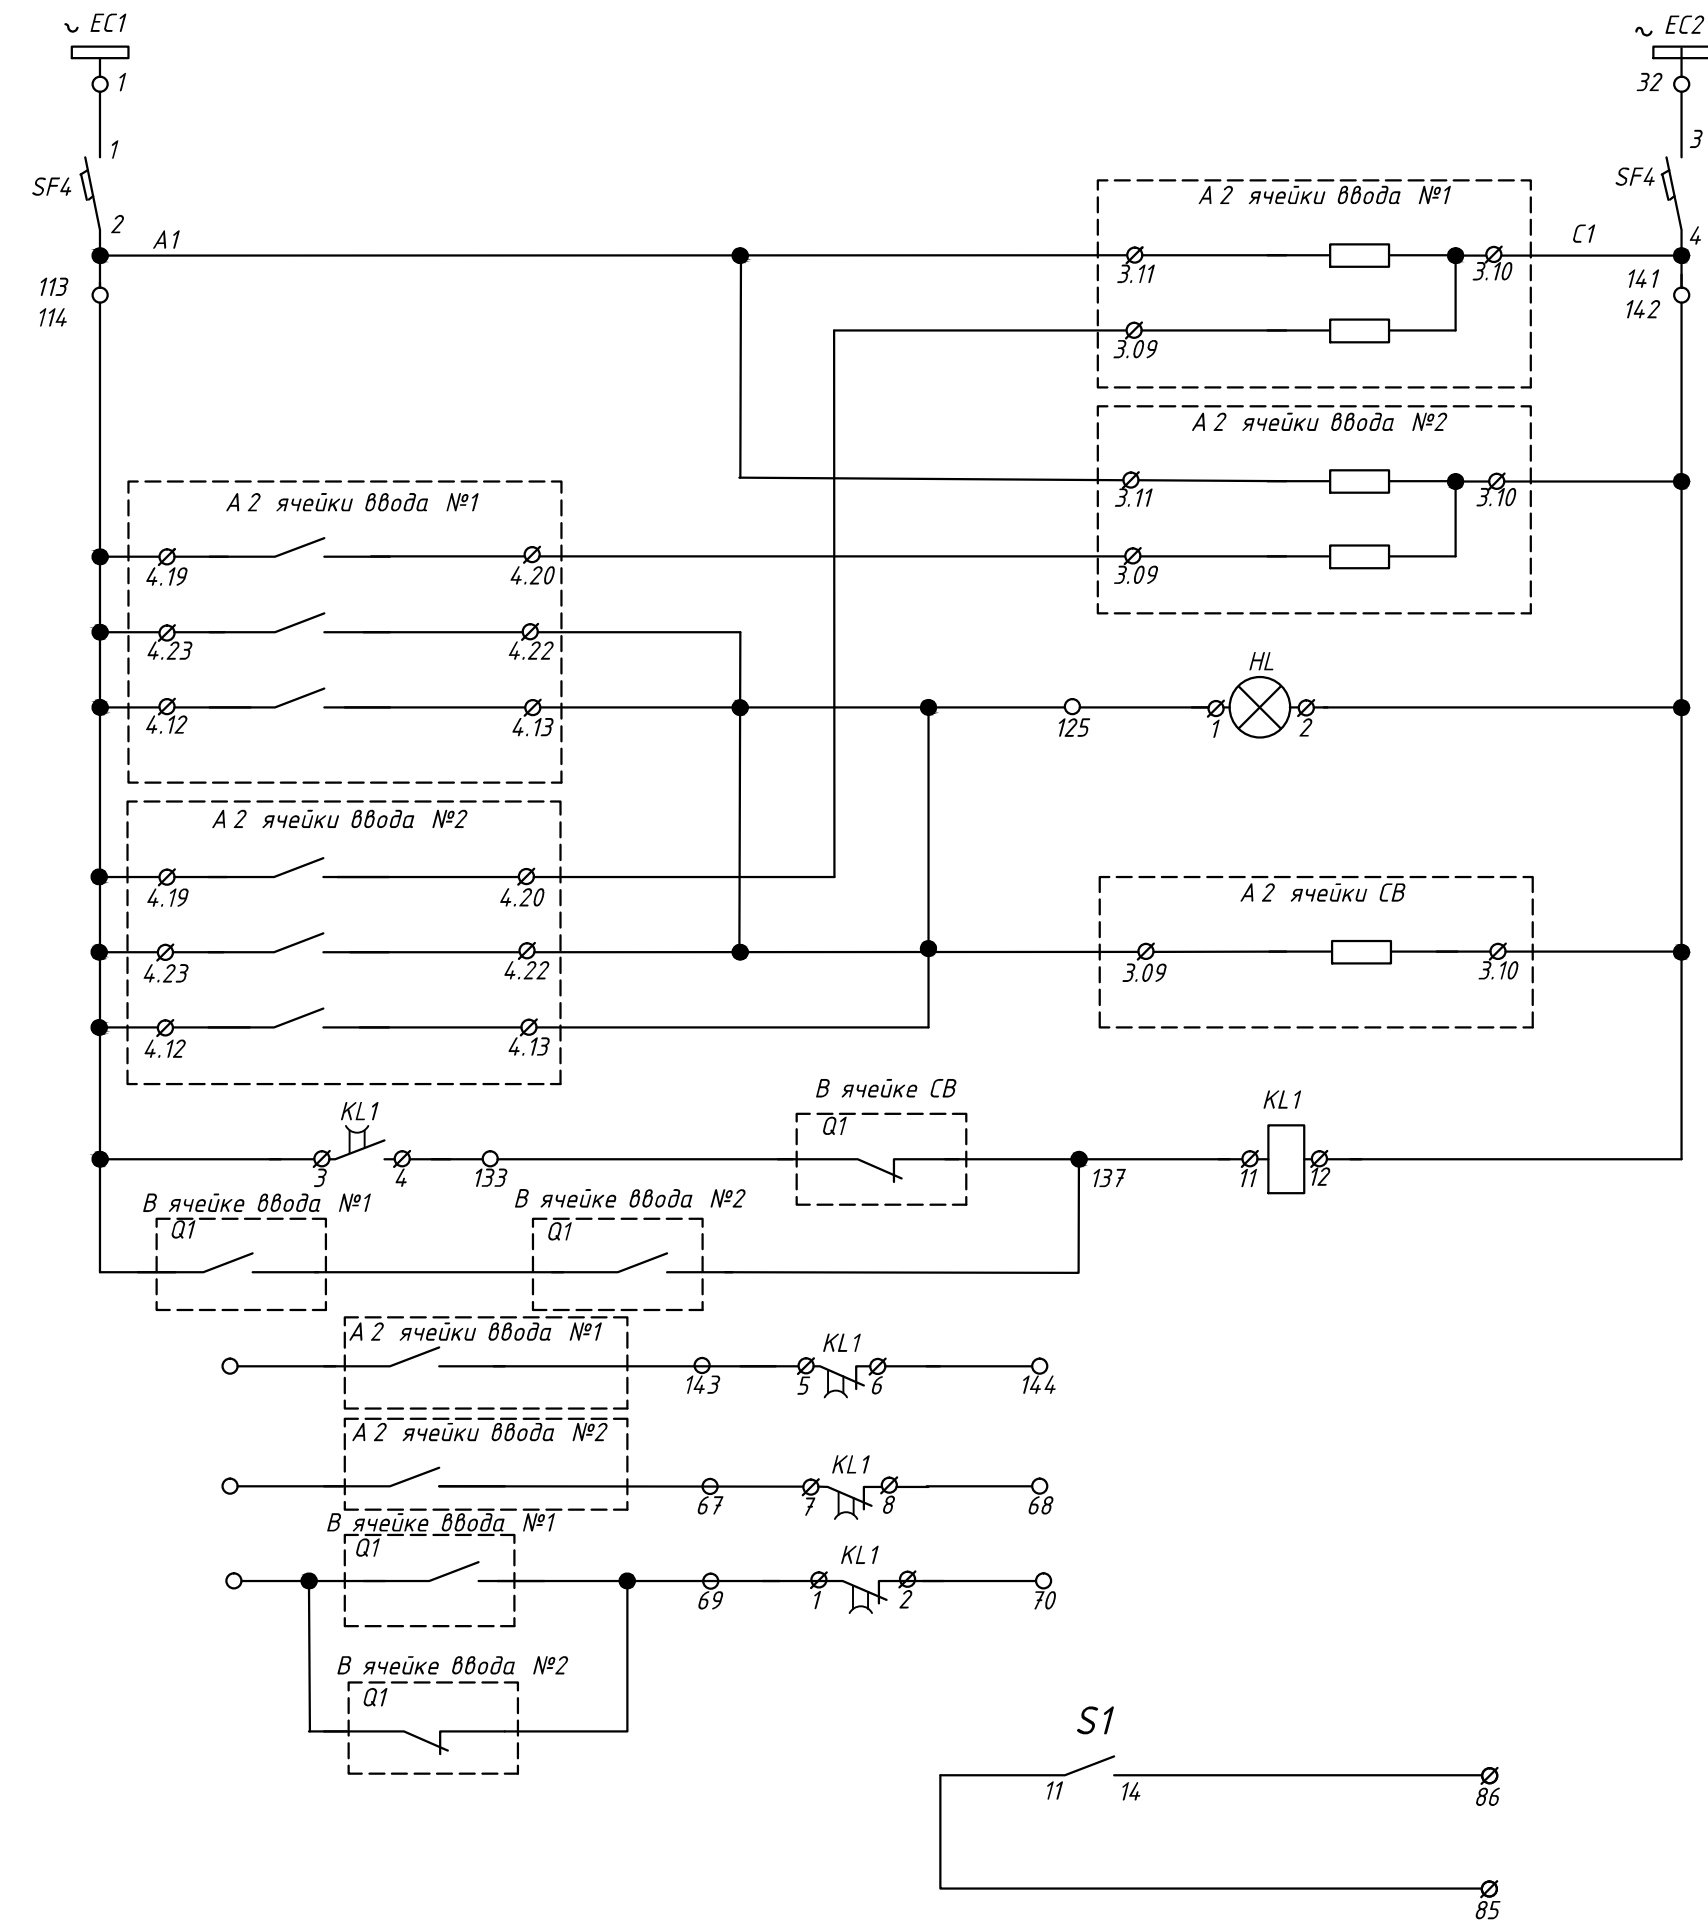 ~ EC1
~ EC2
1
32
1
3
SF4
SF4
А 2 ячейки ввода №1
2
4
A1
C1
3.11
3.10
113
141
114
142
3.09
А 2 ячейки ввода №2
3.11
3.10
А 2 ячейки ввода №1
4.19
4.20
3.09
4.23
4.22
HL
4.12
4.13
125
1
2
А 2 ячейки ввода №2
4.19
4.20
А 2 ячейки СВ
4.23
4.22
3.09
3.10
4.12
4.13
В ячейке СВ
KL1
Q1
KL1
3
4
133
137
11
12
В ячейке ввода №1
В ячейке ввода №2
Q1
Q1
А 2 ячейки ввода №1
KL1
143
5
6
144
А 2 ячейки ввода №2
KL1
67
7
8
68
В ячейке ввода №1
Q1
KL1
69
1
2
70
В ячейке ввода №2
Q1
S1
11
14
86
85